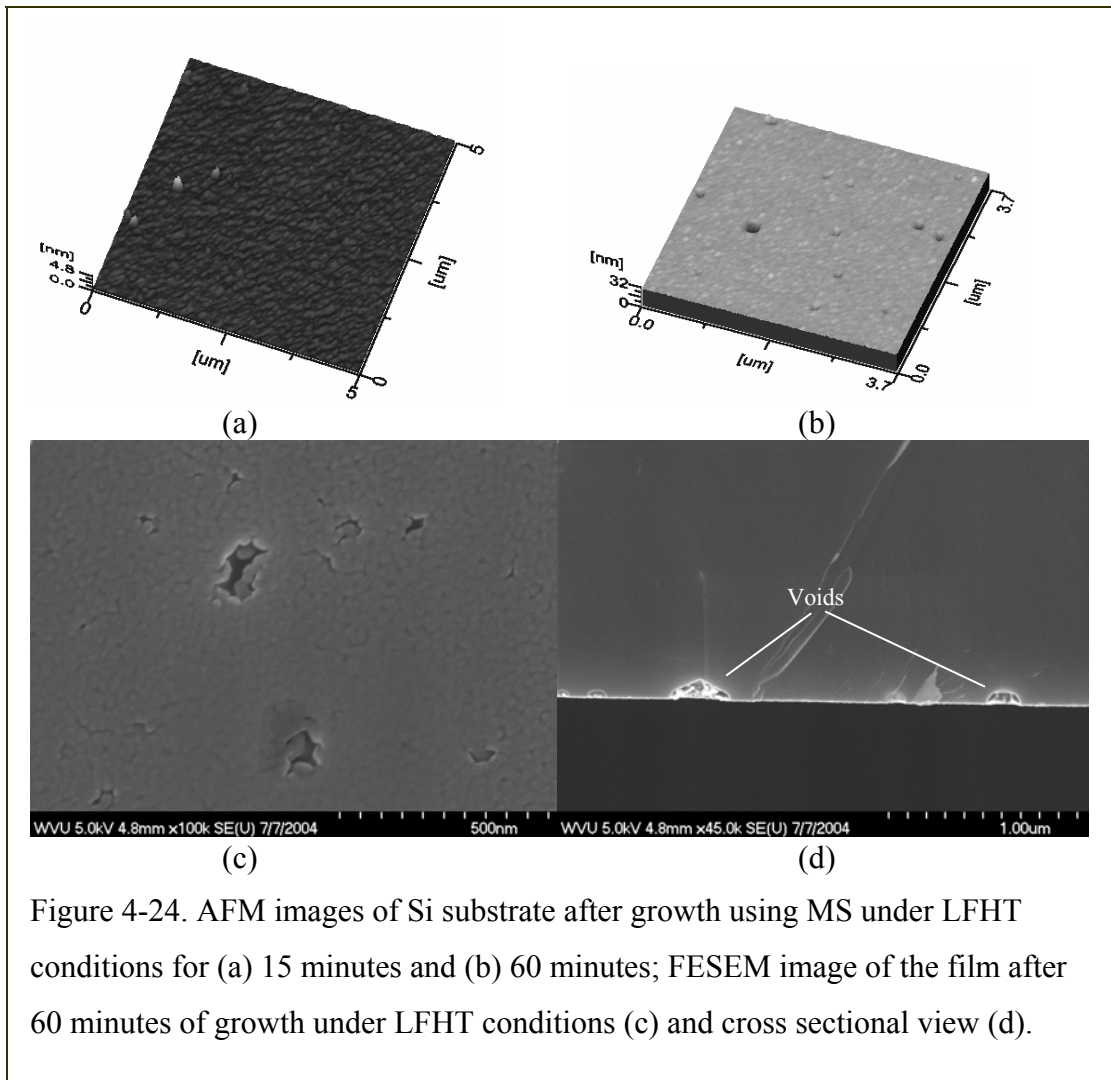 [nm]
4.8
0.0
0
[um]
5
0
[um]
5
[nm]
32
0
0.0
[um]
3.7
0.0
[um]
3.7
(a)
(b)
Voids
WVU 5.0kV 4.8mm x100k SE(U) 7/7/2004 500nm
WVU 5.0kV 4.8mm x45.0k SE(U) 7/7/2004 1.00um
(c)
(d)
Figure 4-24. AFM images of Si substrate after growth using MS under LFHT
conditions for (a) 15 minutes and (b) 60 minutes; FESEM image of the film after
60 minutes of growth under LFHT conditions (c) and cross sectional view (d).